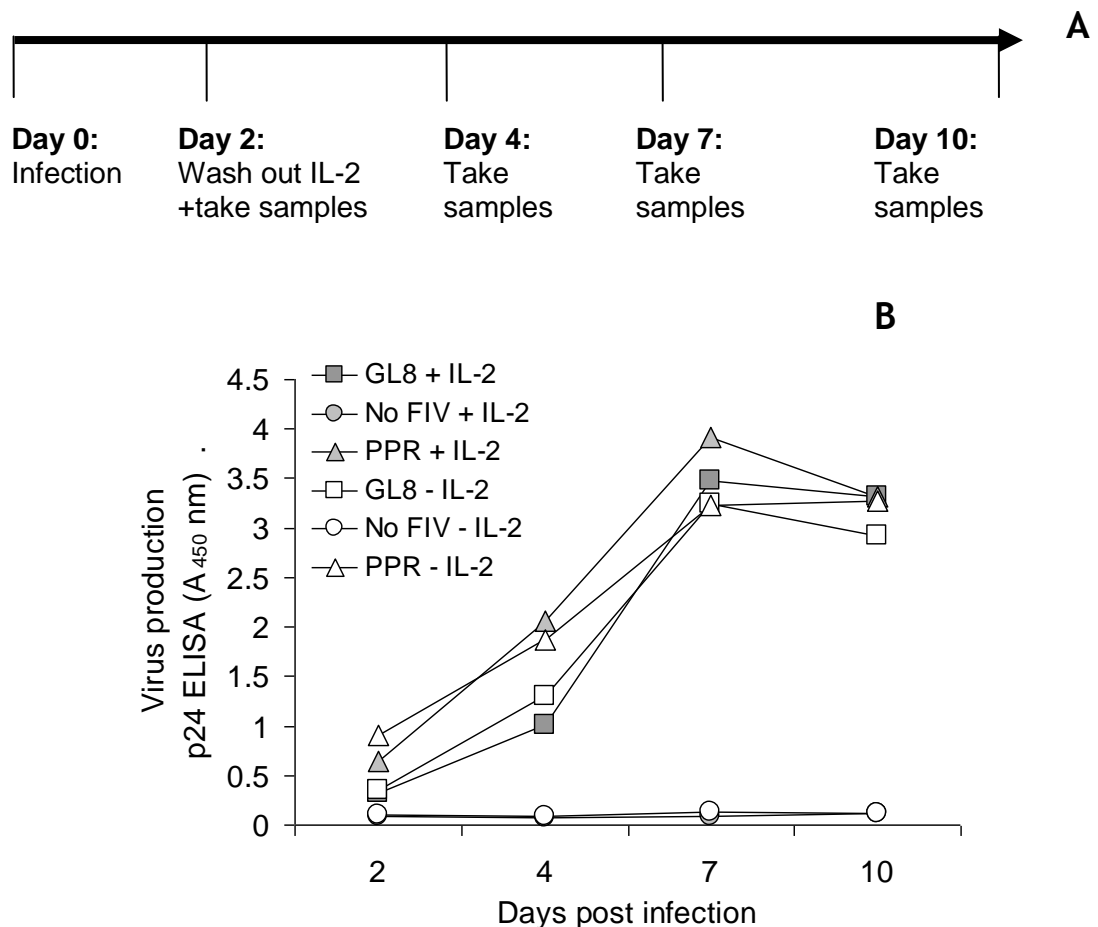 A
Day 0:
Infection
Day 2:
Wash out IL-2
+take samples
Day 4:
Take
samples
Day 7:
Take
samples
Day 10:
Take
samples
B
Virus production
p24 ELISA (A 450 nm) .
4.5
4
3.5
3
2.5
2
1.5
1
0.5
0
GL8 + IL-2
No FIV + IL-2
PPR + IL-2
GL8 - IL-2
No FIV - IL-2
PPR - IL-2
2 4 7 10
Days post infection